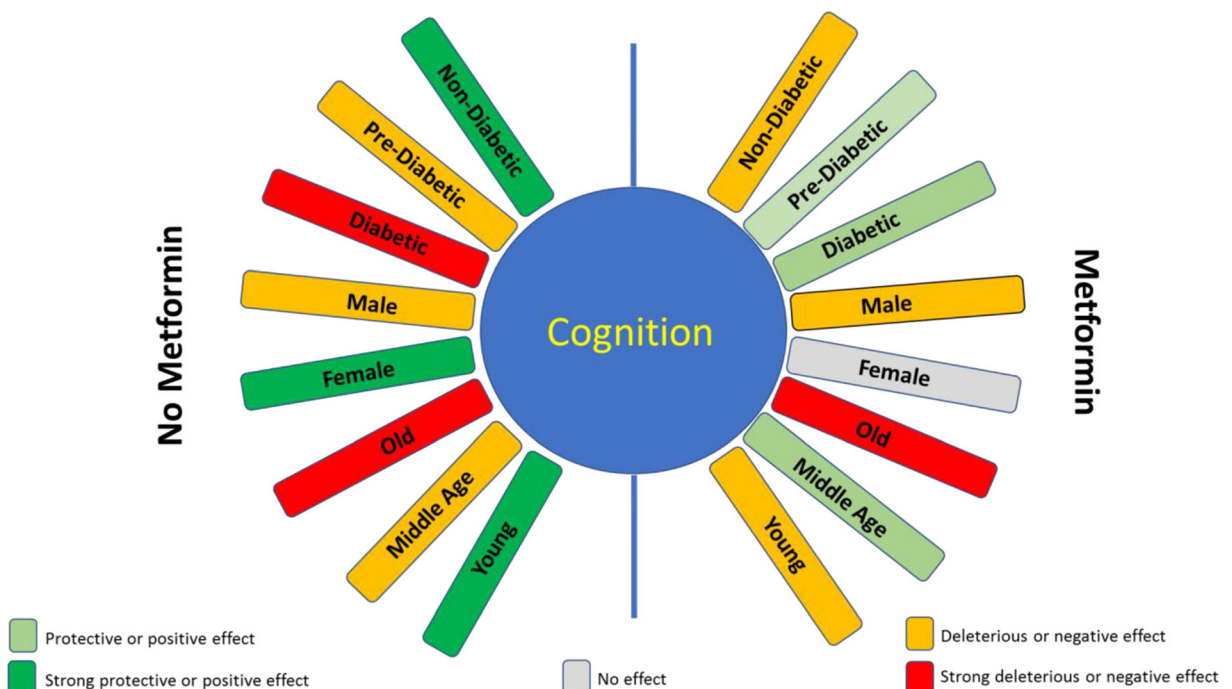 No Metformin
Non-Diabetic
Pre-Diabetic
Diabetic
Male
Female
Old
Middle Age
Young
Cognition
Non-Diabetic
Pre-Diabetic
Diabetic
Male
Female
Old
Middle Age
Young
Metformin
Protective or positive effect
Strong protective or positive effect
No effect
Deleterious or negative effect
Strong deleterious or negative effect